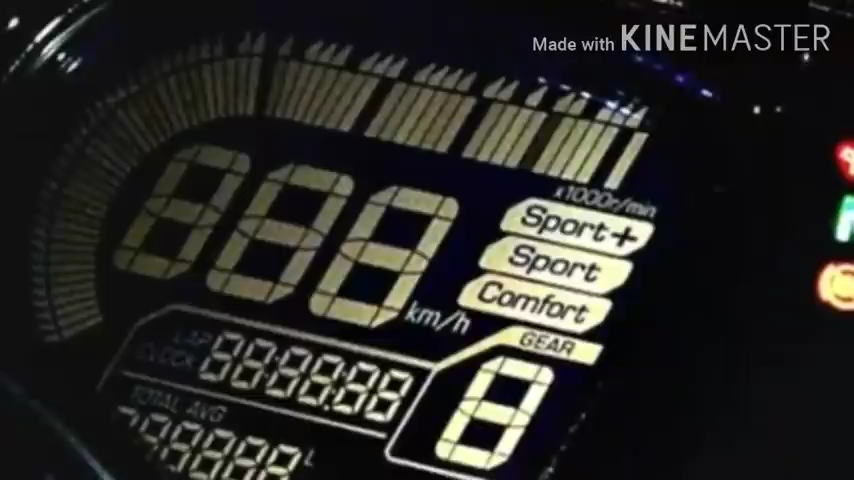 Made with KINEMASTER
x1000r/min
Sport+
Sport
Comfort
888
km/h
GEAR
8
LAP
CLOCK
88:88:88
TOTAL AVG
L